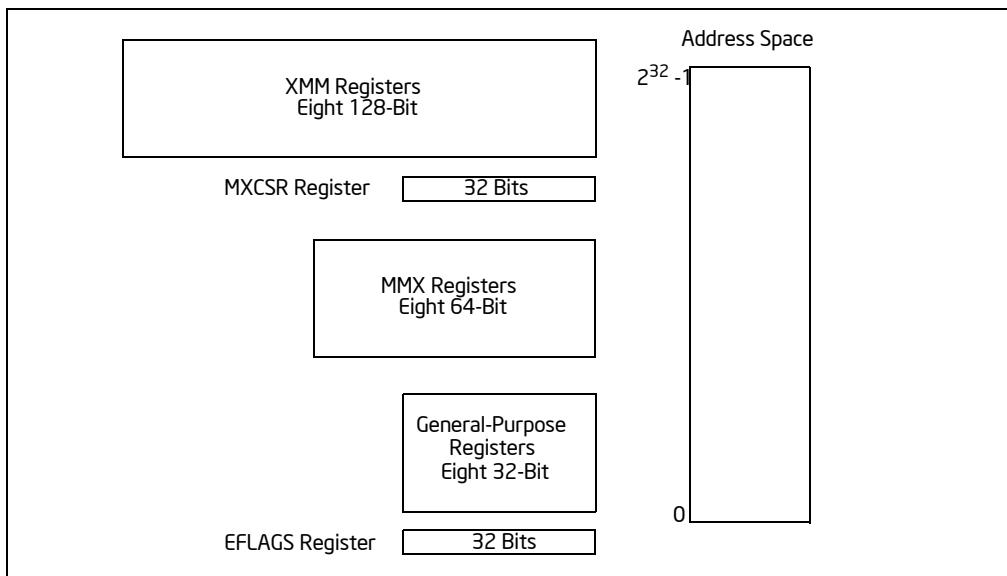 Address Space
2³² -1
XMM Registers
Eight 128-Bit
MXCSR Register 32 Bits
MMX Registers
Eight 64-Bit
General-Purpose
Registers
Eight 32-Bit
0
EFLAGS Register 32 Bits